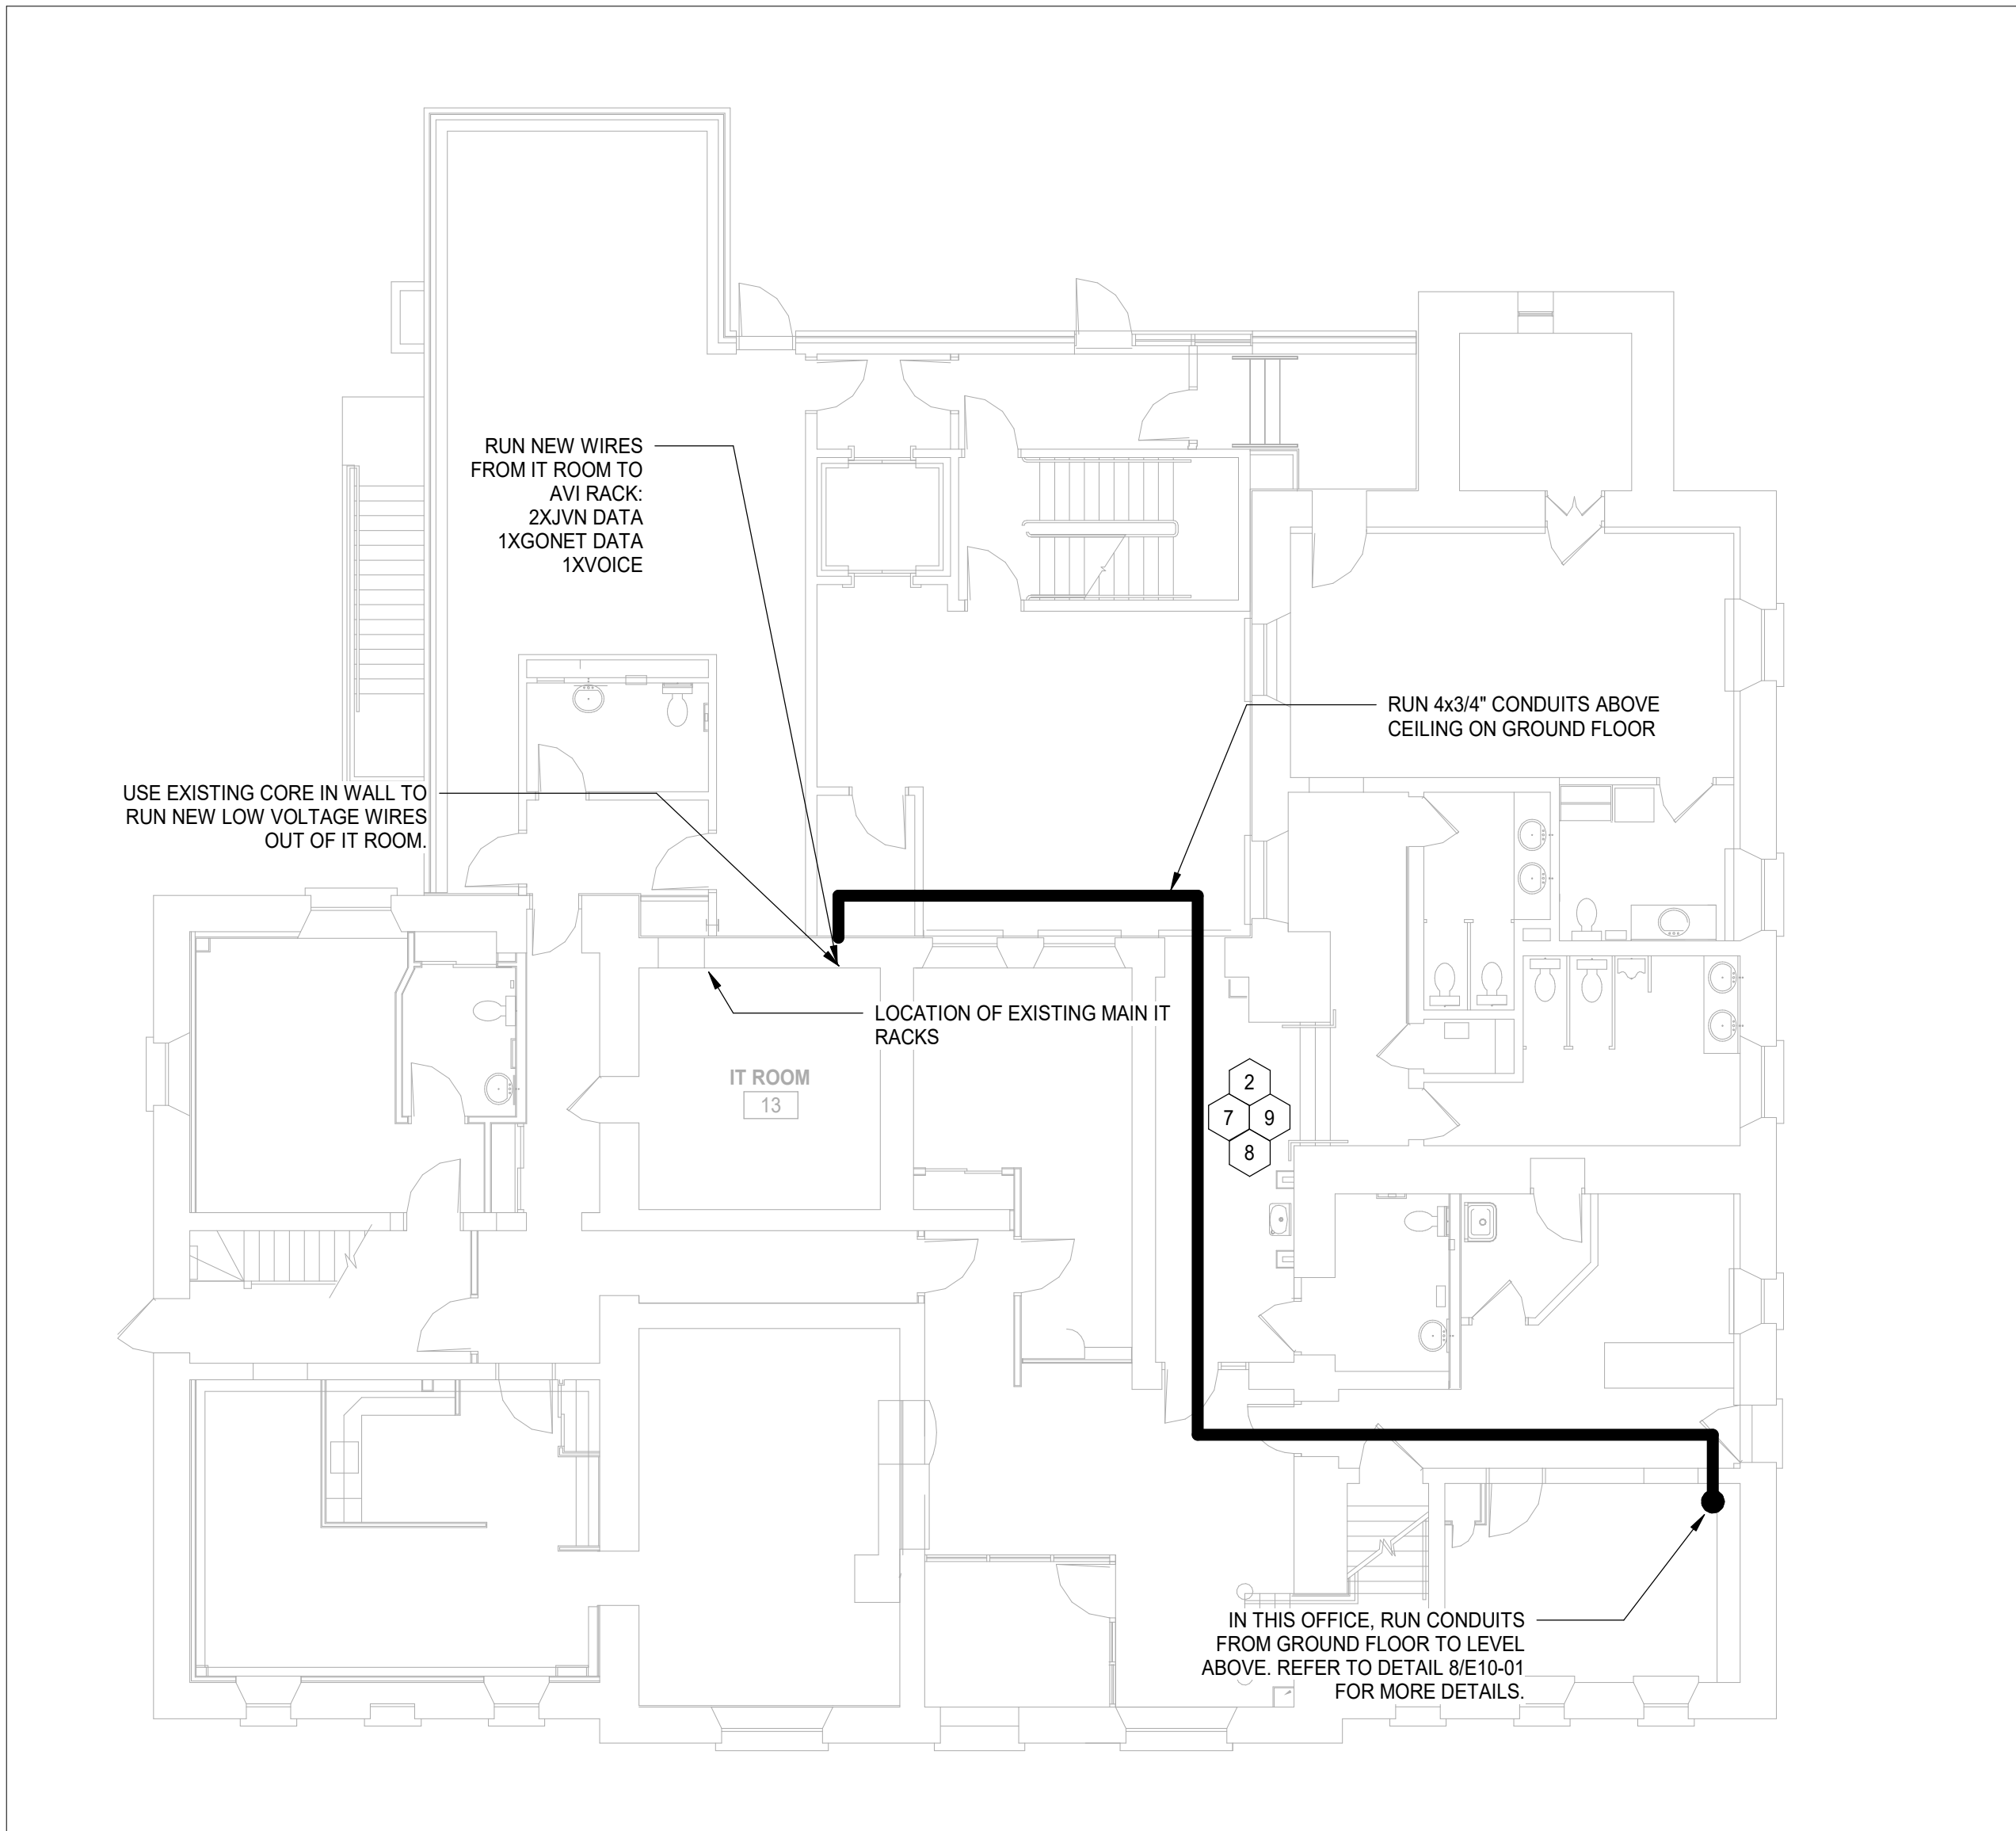 RUN NEW WIRES
FROM IT ROOM TO
AVI RACK:
2XJVN DATA
1XGONET DATA
1XVOICE
RUN 4x3/4" CONDUITS ABOVE
CEILING ON GROUND FLOOR
USE EXISTING CORE IN WALL TO
RUN NEW LOW VOLTAGE WIRES
OUT OF IT ROOM.
LOCATION OF EXISTING MAIN IT
RACKS
IT ROOM
13
2
7 9
8
IN THIS OFFICE, RUN CONDUITS
FROM GROUND FLOOR TO LEVEL
ABOVE. REFER TO DETAIL 8/E10-01
FOR MORE DETAILS.